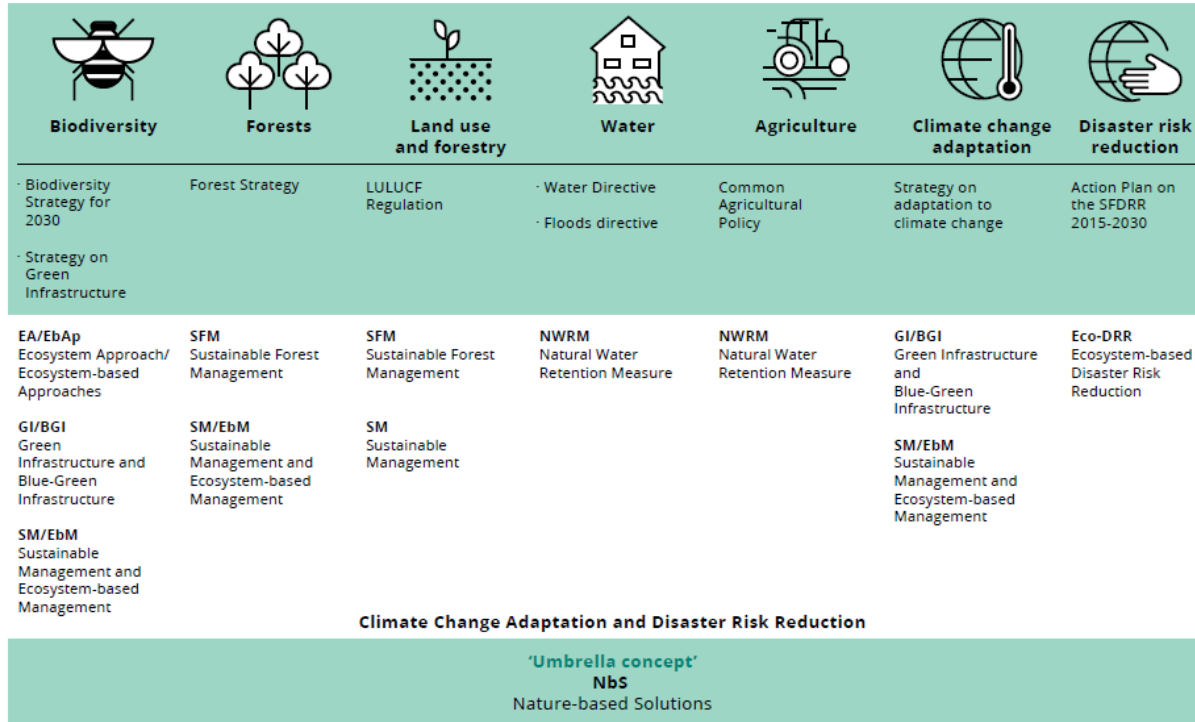 Biodiversity
Forests
Land use
and forestry
Water
Agriculture
Climate change
adaptation
Disaster risk
reduction
· Biodiversity
Strategy for
2030
· Strategy on
Green
Infrastructure
Forest Strategy
LULUCF
Regulation
· Water Directive
· Floods directive
Common
Agricultural
Policy
Strategy on
adaptation to
climate change
Action Plan on
the SFDRR
2015-2030
EA/EbAp
Ecosystem Approach/
Ecosystem-based
Approaches
GI/BGI
Green
Infrastructure and
Blue-Green
Infrastructure
SM/EbM
Sustainable
Management and
Ecosystem-based
Management
SFM
Sustainable Forest
Management
SM/EbM
Sustainable
Management and
Ecosystem-based
Management
SFM
Sustainable Forest
Management
SM
Sustainable
Management
NWRM
Natural Water
Retention Measure
NWRM
Natural Water
Retention Measure
GI/BGI
Green Infrastructure
and
Blue-Green
Infrastructure
SM/EbM
Sustainable
Management and
Ecosystem-based
Management
Eco-DRR
Ecosystem-based
Disaster Risk
Reduction
Climate Change Adaptation and Disaster Risk Reduction
‘Umbrella concept’
NbS
Nature-based Solutions